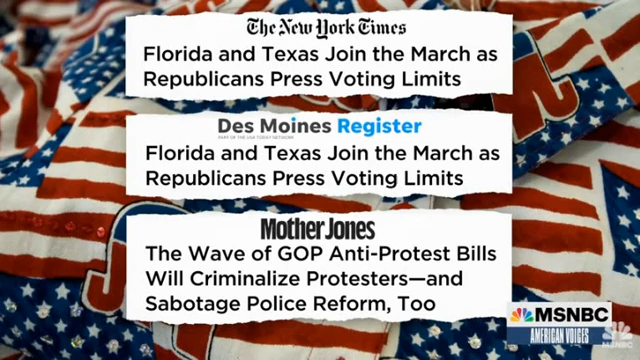 The New York Times
Florida and Texas Join the March as
Republicans Press Voting Limits
Des Moines Register
PART OF THE USA TODAY NETWORK
Florida and Texas Join the March as
Republicans Press Voting Limits
Mother Jones
The Wave of GOP Anti-Protest Bills
Will Criminalize Protesters—and
Sabotage Police Reform, Too
MSNBC
AMERICAN VOICES
MSNBC